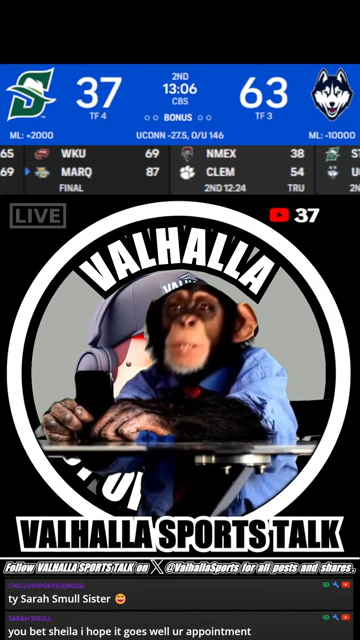 2ND
37 13:06 63
TF 4 CBS TF 3
BONUS
ML: +2000 UCONN -27.5, O/U 146 ML: -10000
65 WKU 69 NMEX 38
69 MARQ 87 CLEM 54
FINAL 2ND 12:24 TRU
LIVE
37
VALHALLA
VALHALLA SPORTS TALK
Follow VALHALLA SPORTS TALK on X @ValhallaSports for all posts and shares.
CHILLUVSPORTS(SJROSS)
ty Sarah Smull Sister 😄
SARAH SMULL
you bet sheila i hope it goes well ur appointment